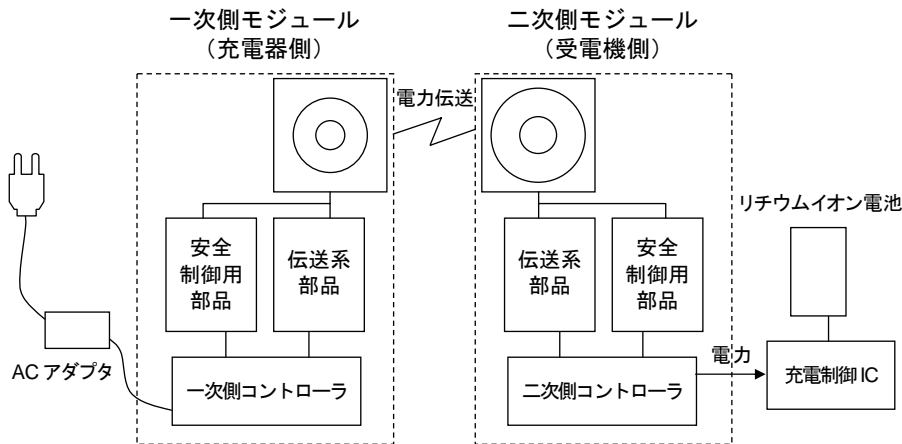 一次側モジュール
（充電器側）
二次側モジュール
（受電機側）
電力伝送
安全
制御用
部品
伝送系
部品
伝送系
部品
安全
制御用
部品
リチウムイオン電池
AC アダプタ
一次側コントローラ
二次側コントローラ
電力
充電制御 IC